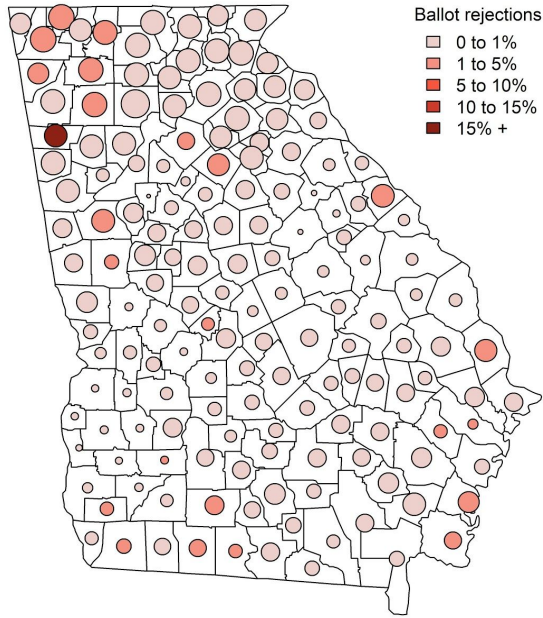 Ballot rejections
0 to 1%
1 to 5%
5 to 10%
10 to 15%
15% +